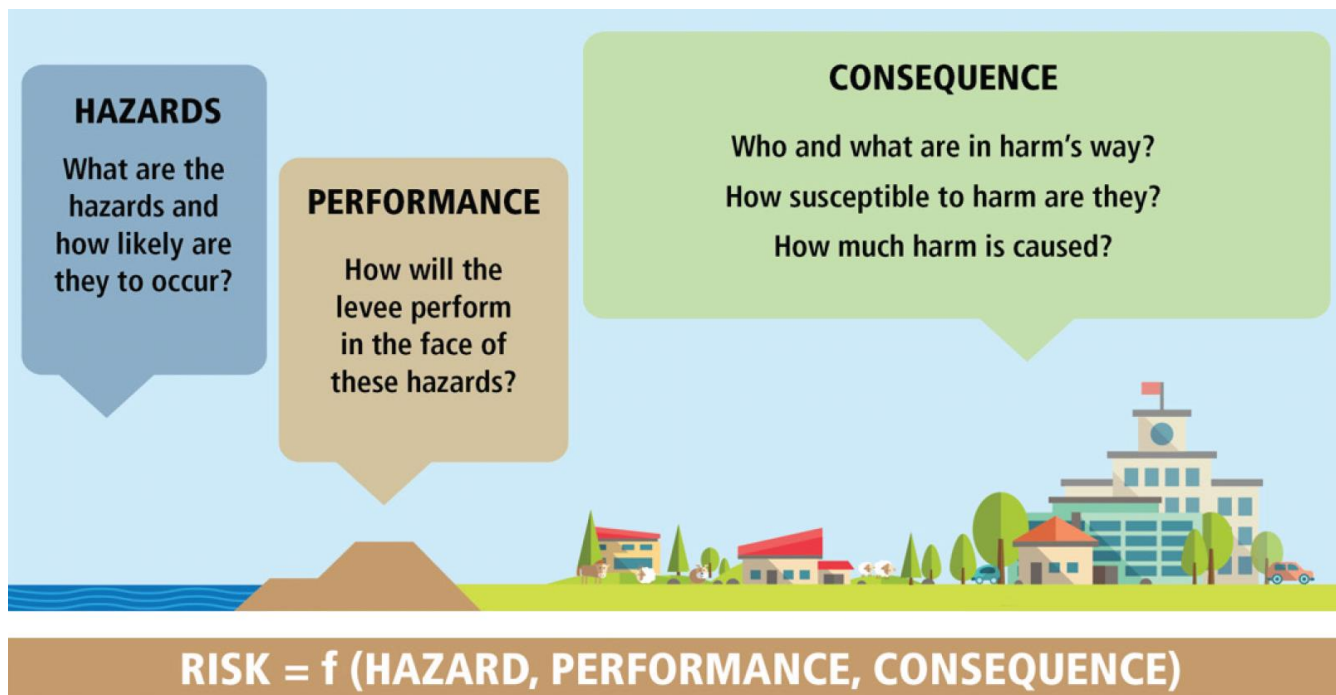 HAZARDS
What are the
hazards and
how likely are
they to occur?
PERFORMANCE
How will the
levee perform
in the face of
these hazards?
CONSEQUENCE
Who and what are in harm’s way?
How susceptible to harm are they?
How much harm is caused?
RISK = f (HAZARD, PERFORMANCE, CONSEQUENCE)